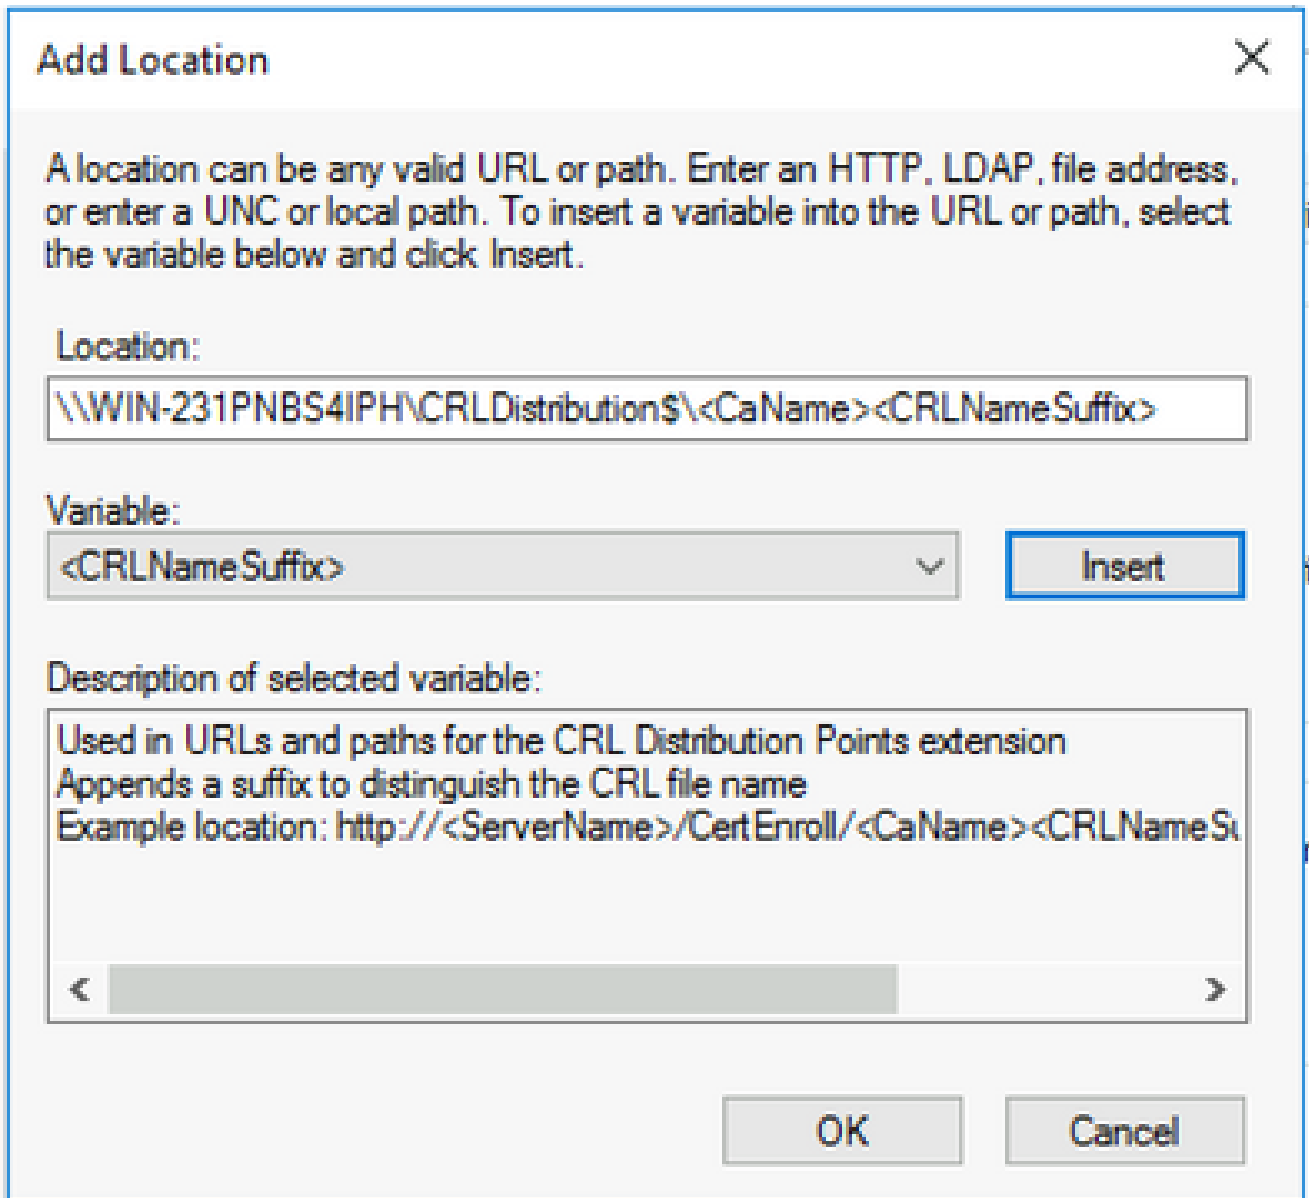 Add Location
A location can be any valid URL or path. Enter an HTTP, LDAP, file address,
or enter a UNC or local path. To insert a variable into the URL or path, select
the variable below and click Insert.
Location:
\\WIN-231PNBS4IPH\CRLDistribution$\<CaName><CRLNameSuffix>
Variable:
<CRLNameSuffix>
Insert
Description of selected variable:
Used in URLs and paths for the CRL Distribution Points extension
Appends a suffix to distinguish the CRL file name
Example location: http://<ServerName>/CertEnroll/<CaName><CRLNameSu
OK
Cancel